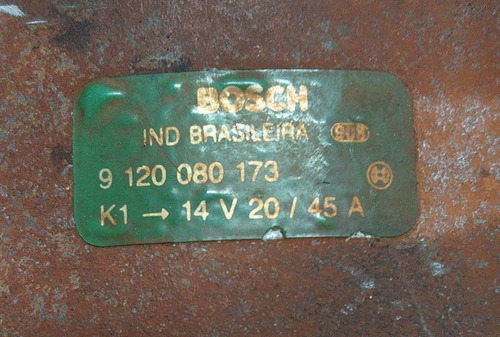 BOSCH
IND BRASILEIRA
9 120 080 173
K1 → 14 V 20 / 45 A